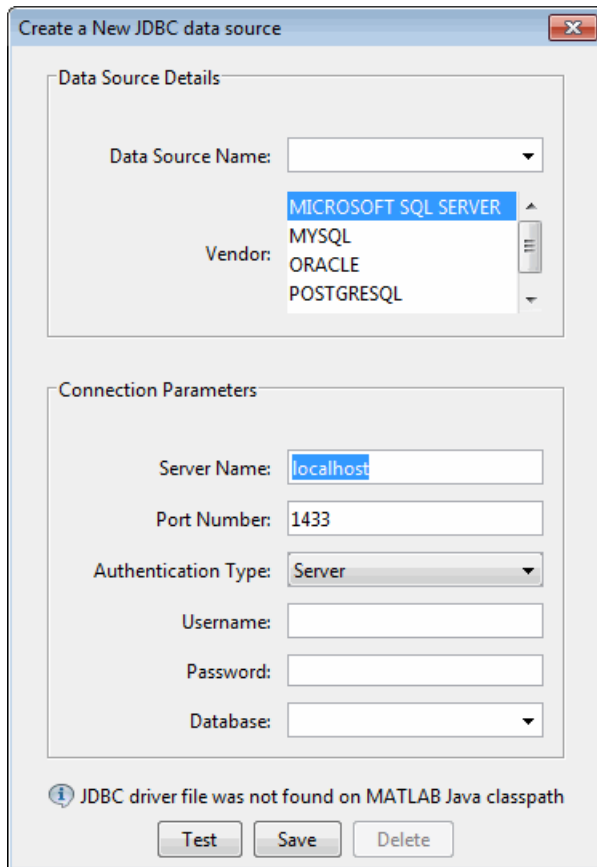 Create a New JDBC data source
Data Source Details
Data Source Name:
Vendor:
MICROSOFT SQL SERVER
MYSQL
ORACLE
POSTGRESQL
Connection Parameters
Server Name: localhost
Port Number: 1433
Authentication Type: Server
Username:
Password:
Database:
JDBC driver file was not found on MATLAB Java classpath
Test Save Delete